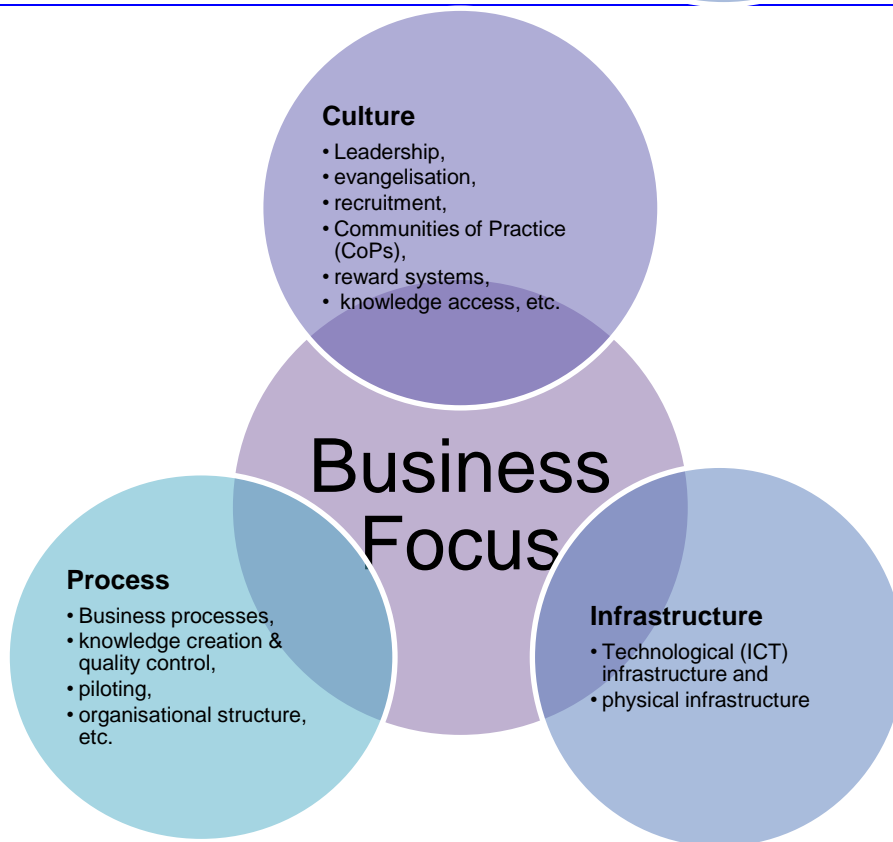 Culture
• Leadership,
• evangelisation,
• recruitment,
• Communities of Practice
(CoPs),
• reward systems,
• knowledge access, etc.
Business
Focus
Process
• Business processes,
• knowledge creation &
quality control,
• piloting,
• organisational structure,
etc.
Infrastructure
• Technological (ICT)
infrastructure and
• physical infrastructure